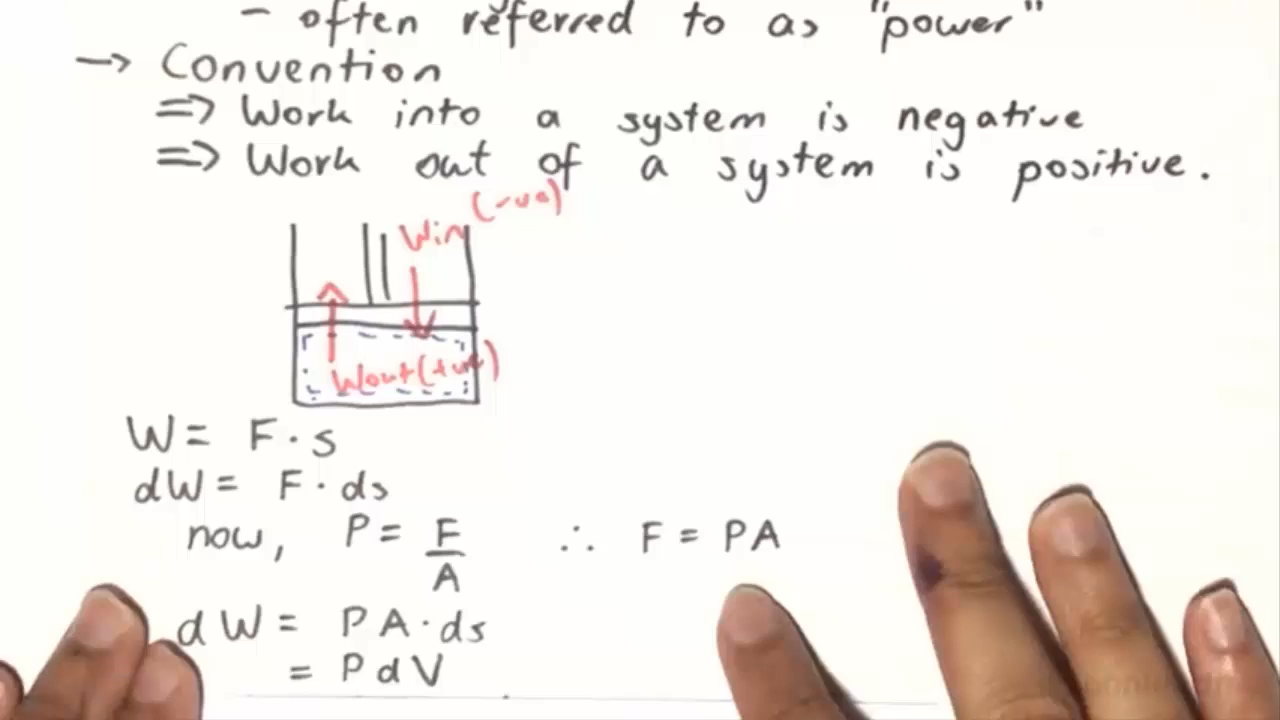 - often referred to as "power"
→ Convention
=> Work into a system is negative
=> Work out of a system is positive.
Win (-ve)
Wout (+ve)
W = F · s
dW = F · ds
now, P = F/A ∴ F = PA
dW = PA · ds
= PdV